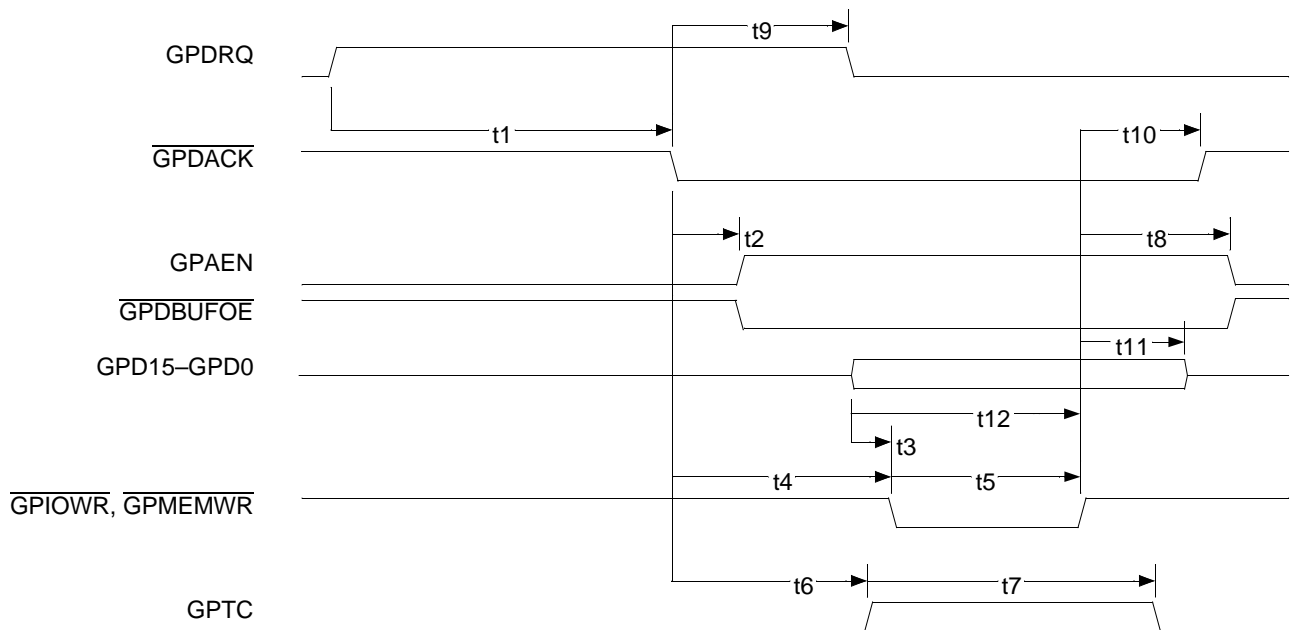 t9
GPDRQ
t1
t10
GPDACK
t2
t8
GPAEN
GPDBUFOE
t11
GPD15–GPD0
t12
t3
t4
t5
GPIOWR, GPMEMWR
t6
t7
GPTC